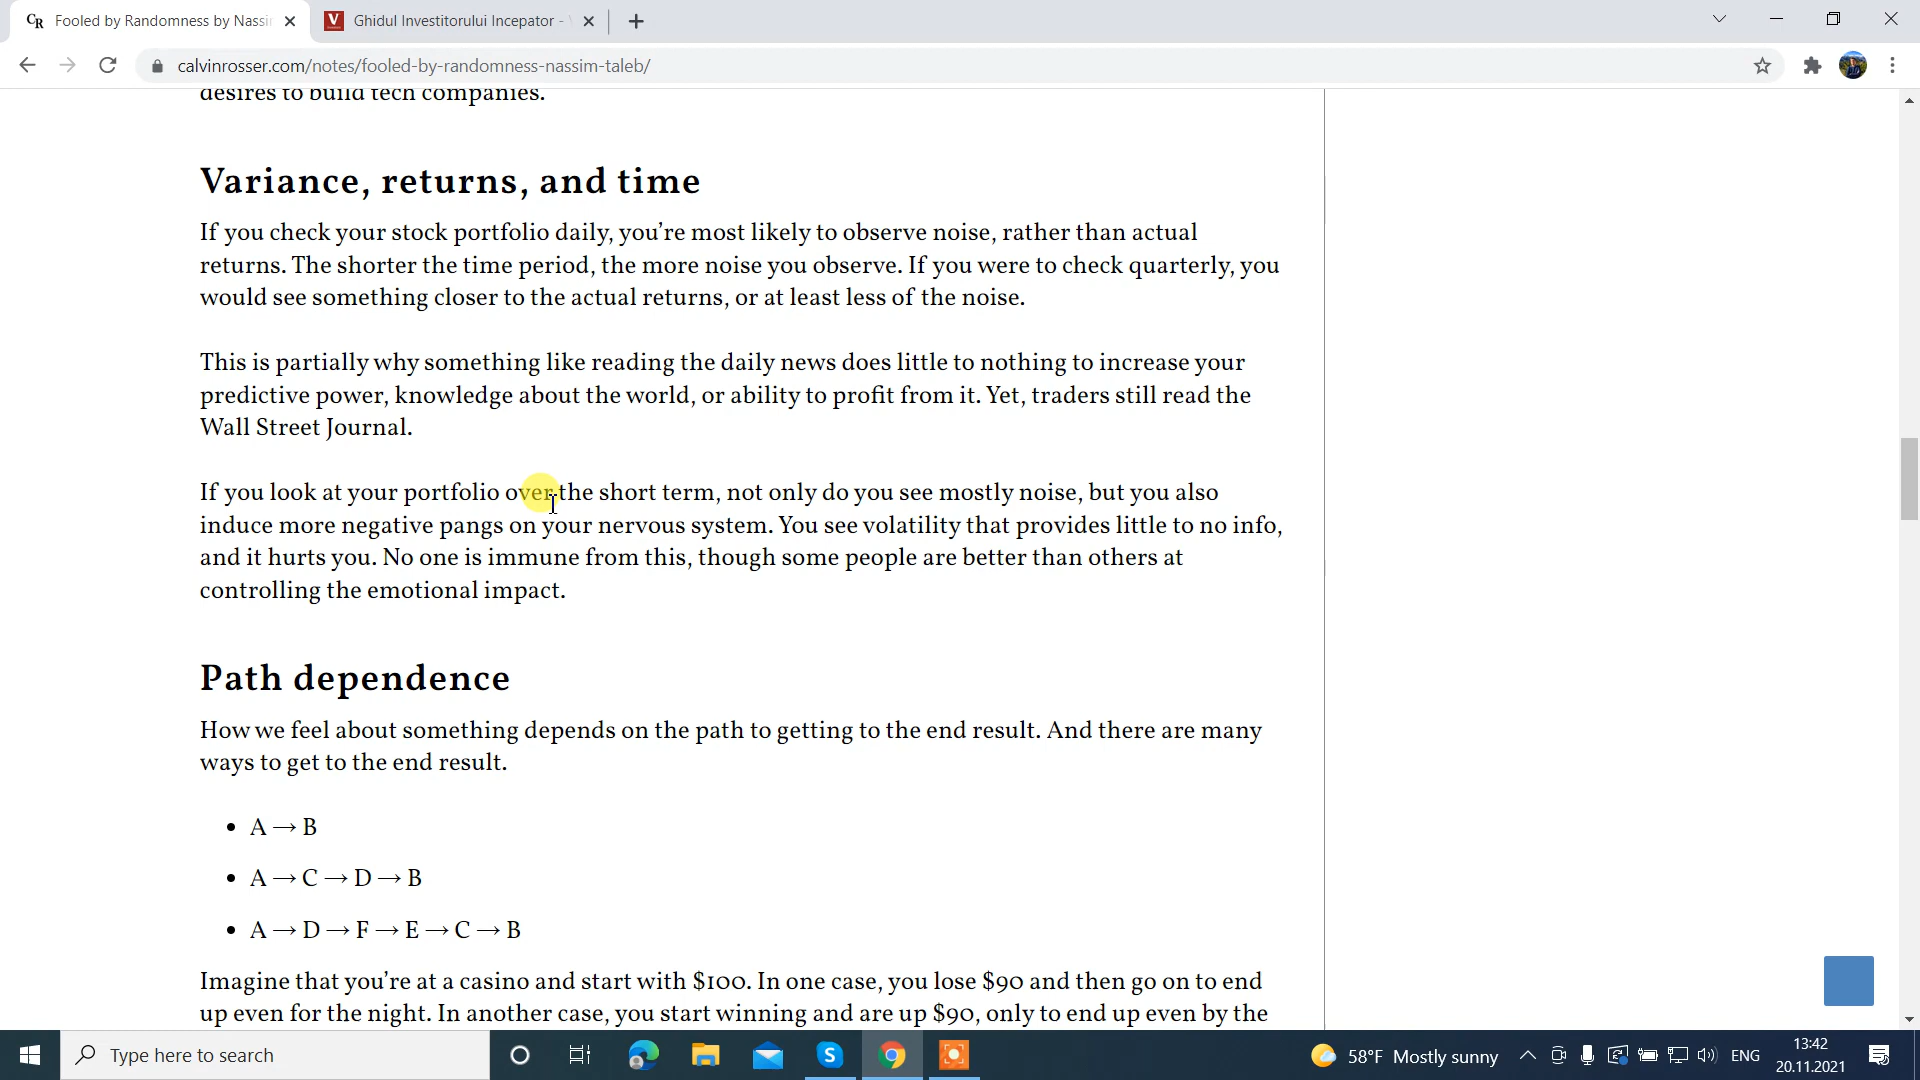 Fooled by Randomness by Nassi
Ghidul Investitorului Incepator -
calvinrosser.com/notes/fooled-by-randomness-nassim-taleb/
desires to build tech companies.
Variance, returns, and time
If you check your stock portfolio daily, you’re most likely to observe noise, rather than actual
returns. The shorter the time period, the more noise you observe. If you were to check quarterly, you
would see something closer to the actual returns, or at least less of the noise.
This is partially why something like reading the daily news does little to nothing to increase your
predictive power, knowledge about the world, or ability to profit from it. Yet, traders still read the
Wall Street Journal.
If you look at your portfolio over the short term, not only do you see mostly noise, but you also
induce more negative pangs on your nervous system. You see volatility that provides little to no info,
and it hurts you. No one is immune from this, though some people are better than others at
controlling the emotional impact.
Path dependence
How we feel about something depends on the path to getting to the end result. And there are many
ways to get to the end result.
• A → B
• A → C → D → B
• A → D → F → E → C → B
Imagine that you’re at a casino and start with $100. In one case, you lose $90 and then go on to end
up even for the night. In another case, you start winning and are up $90, only to end up even by the
Type here to search
58°F Mostly sunny
ENG
13:42
20.11.2021